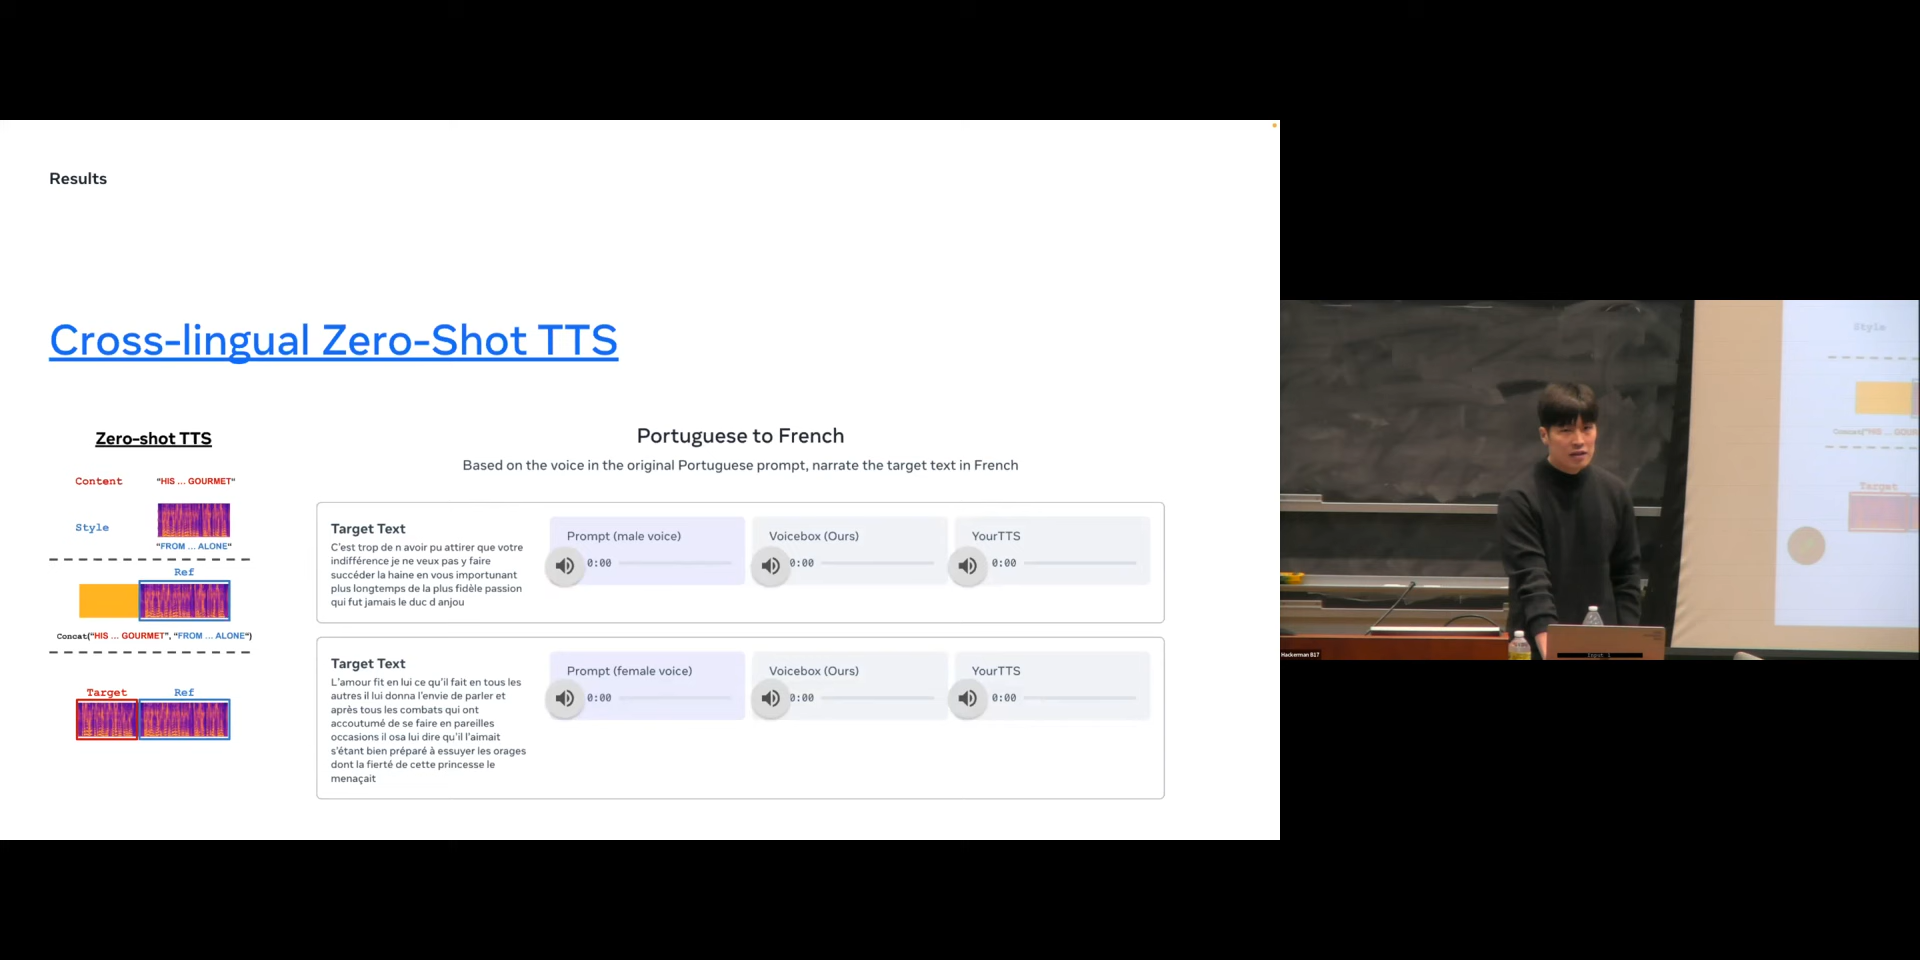 Results
Cross-lingual Zero-Shot TTS
Zero-shot TTS
Content "HIS ... GOURMET"
Style
"FROM ... ALONE"
Ref
Concat("HIS ... GOURMET", "FROM ... ALONE")
Target Ref
Portuguese to French
Based on the voice in the original Portuguese prompt, narrate the target text in French
Target Text
C'est trop de n avoir pu attirer que votre
indifférence je ne veux pas y faire
succéder la haine en vous importunant
plus longtemps de la plus fidèle passion
qui fut jamais le duc d anjou
Prompt (male voice)
0:00
Voicebox (Ours)
0:00
YourTTS
0:00
Target Text
L'amour fit en lui ce qu'il fait en tous les
autres il lui donna l'envie de parler et
après tous les combats qui ont
accoutumé de se faire en pareilles
occasions il osa lui dire qu'il l'aimait
s'étant bien préparé à essuyer les orages
dont la fierté de cette princesse le
menaçait
Prompt (female voice)
0:00
Voicebox (Ours)
0:00
YourTTS
0:00
Style
Target
Hackerman B17
Input 1